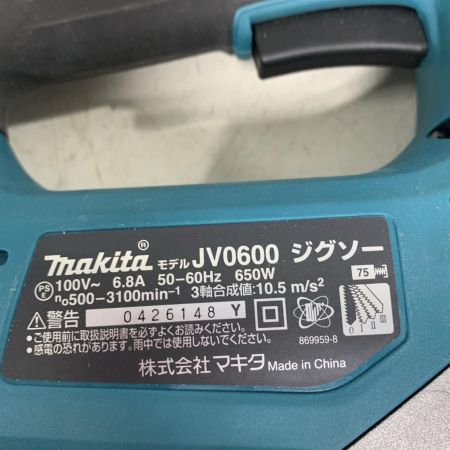 makita® モデル JV0600 ジグソー
PSE 100V～ 6.8A 50-60Hz 650W
n₀500-3100min⁻¹ 3軸合成値:10.5 m/s²
75
⚠警告 0426148 Y
0 I II III
・ご使用前に取扱説明書を必ずよくお読みください。
・感電の恐れがあります。雨中では使用しないでください。
869959-8
株式会社マキタ Made in China